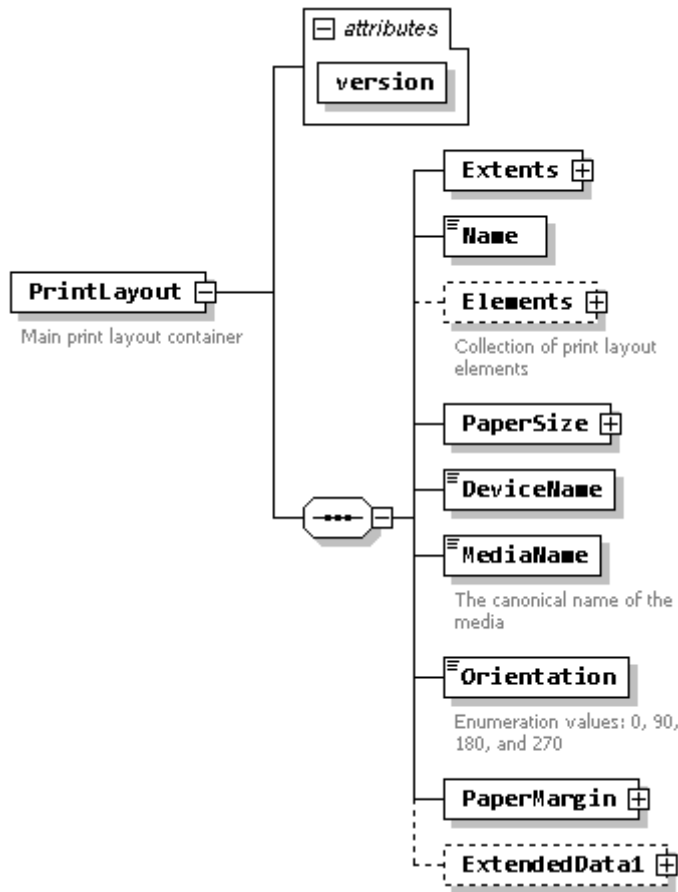 attributes
version
Extents
Name
PrintLayout
Main print layout container
Elements
Collection of print layout
elements
PaperSize
DeviceName
MediaName
The canonical name of the
media
Orientation
Enumeration values: 0, 90,
180, and 270
PaperMargin
ExtendedData1